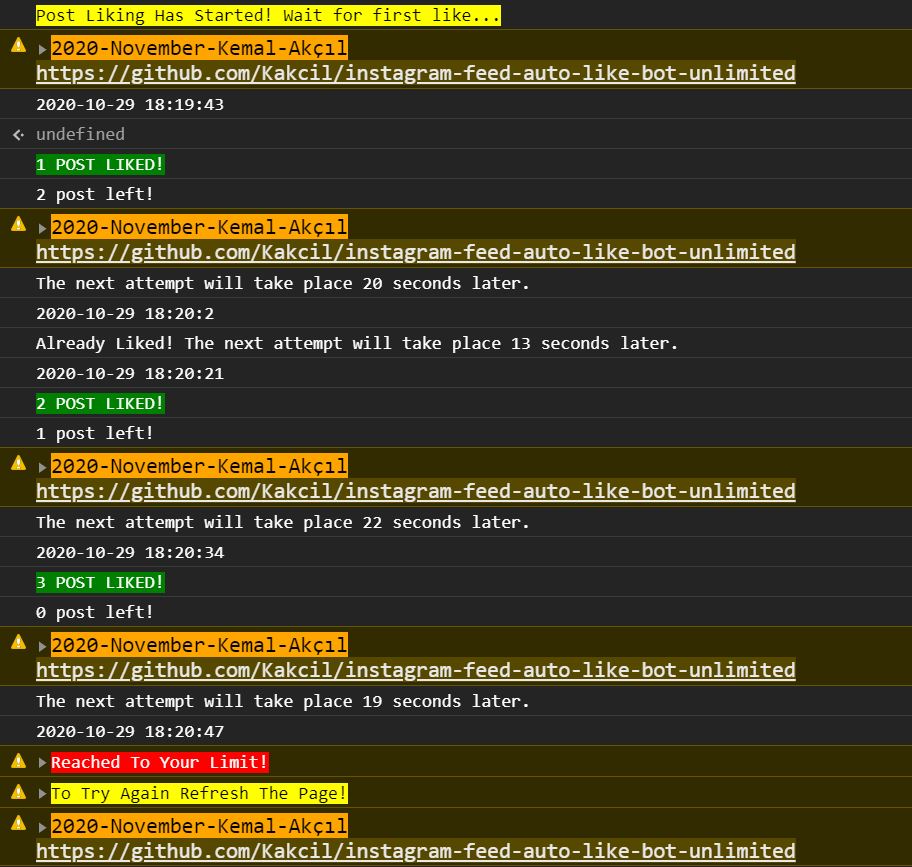 Post Liking Has Started! Wait for first like...
2020-November-Kemal-Akçıl
https://github.com/Kakcil/instagram-feed-auto-like-bot-unlimited
2020-10-29 18:19:43
undefined
1 POST LIKED!
2 post left!
2020-November-Kemal-Akçıl
https://github.com/Kakcil/instagram-feed-auto-like-bot-unlimited
The next attempt will take place 20 seconds later.
2020-10-29 18:20:2
Already Liked! The next attempt will take place 13 seconds later.
2020-10-29 18:20:21
2 POST LIKED!
1 post left!
2020-November-Kemal-Akçıl
https://github.com/Kakcil/instagram-feed-auto-like-bot-unlimited
The next attempt will take place 22 seconds later.
2020-10-29 18:20:34
3 POST LIKED!
0 post left!
2020-November-Kemal-Akçıl
https://github.com/Kakcil/instagram-feed-auto-like-bot-unlimited
The next attempt will take place 19 seconds later.
2020-10-29 18:20:47
Reached To Your Limit!
To Try Again Refresh The Page!
2020-November-Kemal-Akçıl
https://github.com/Kakcil/instagram-feed-auto-like-bot-unlimited